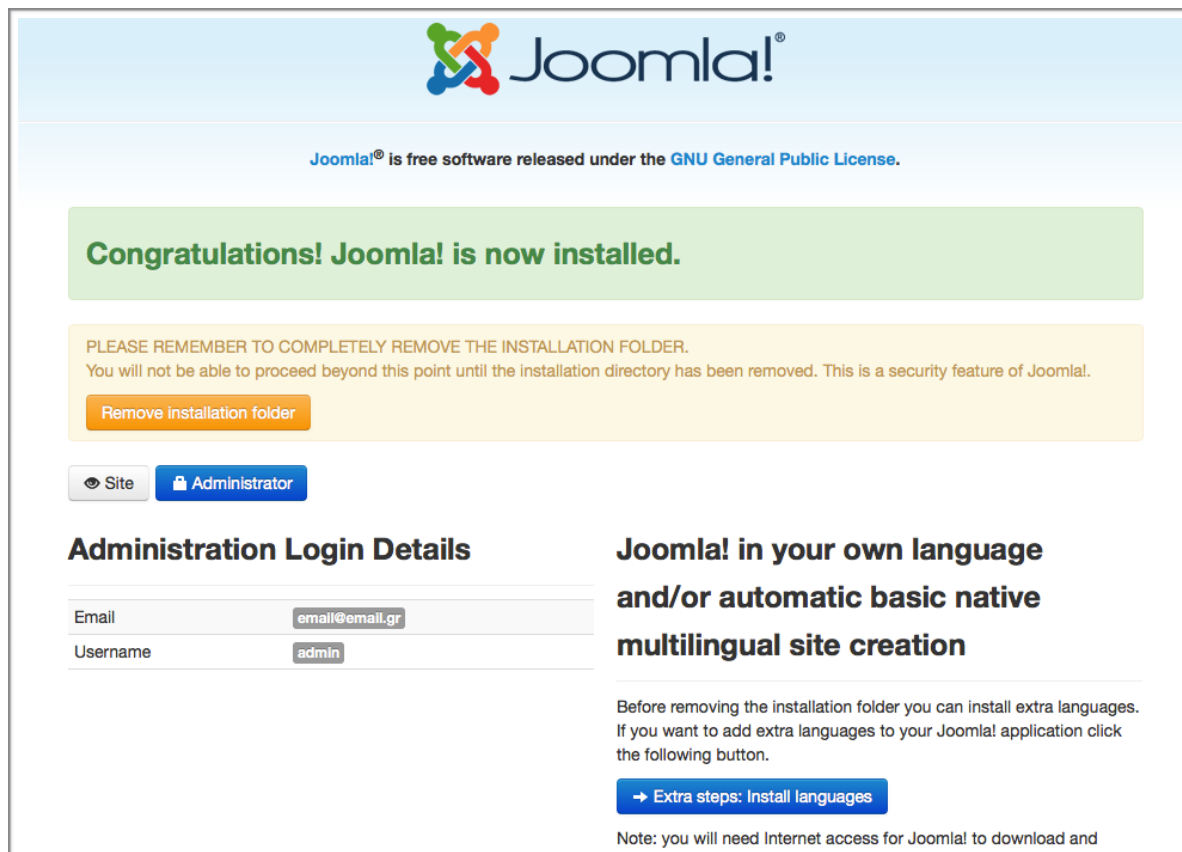 Joomla!®
Joomla!® is free software released under the GNU General Public License.
Congratulations! Joomla! is now installed.
PLEASE REMEMBER TO COMPLETELY REMOVE THE INSTALLATION FOLDER.
You will not be able to proceed beyond this point until the installation directory has been removed. This is a security feature of Joomla!.
Remove installation folder
Site
Administrator
Administration Login Details
Email email@email.gr
Username admin
Joomla! in your own language
and/or automatic basic native
multilingual site creation
Before removing the installation folder you can install extra languages.
If you want to add extra languages to your Joomla! application click
the following button.
→ Extra steps: Install languages
Note: you will need Internet access for Joomla! to download and